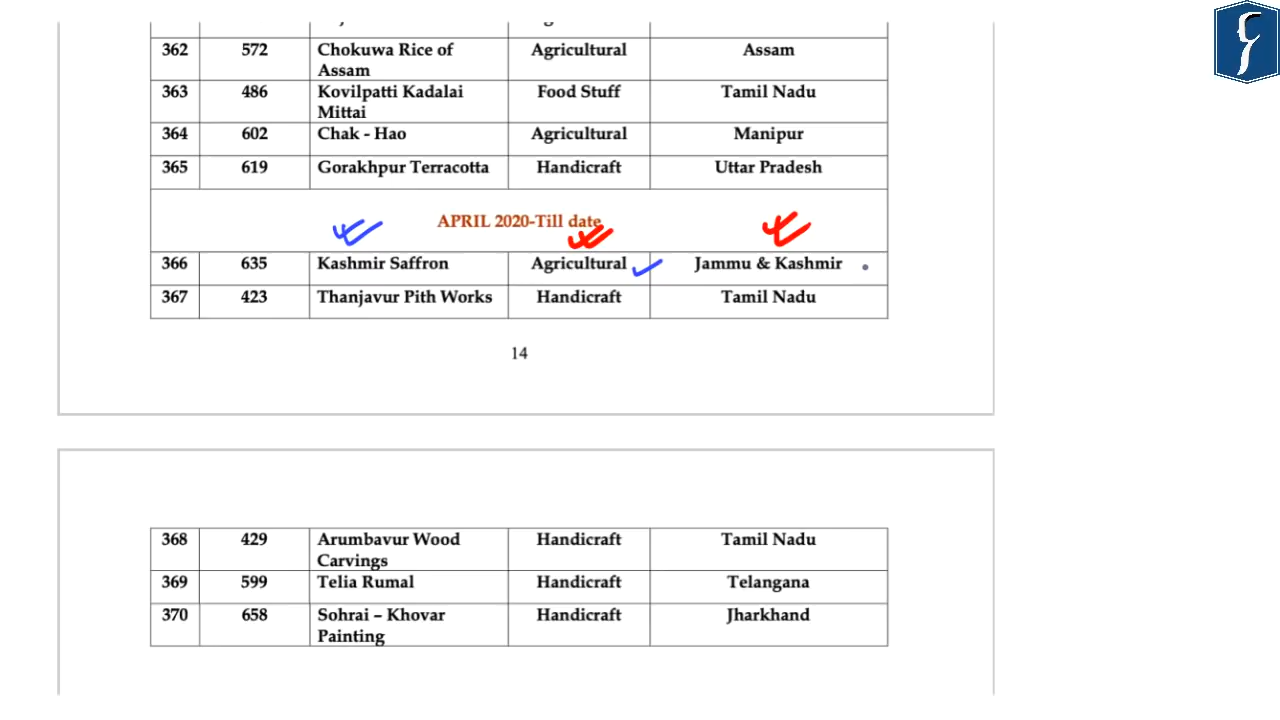 362 572 Chokuwa Rice of Agricultural Assam
Assam
363 486 Kovilpatti Kadalai Food Stuff Tamil Nadu
Mittai
364 602 Chak - Hao Agricultural Manipur
365 619 Gorakhpur Terracotta Handicraft Uttar Pradesh
APRIL 2020-Till date
366 635 Kashmir Saffron Agricultural Jammu & Kashmir
367 423 Thanjavur Pith Works Handicraft Tamil Nadu
14
368 429 Arumbavur Wood Handicraft Tamil Nadu
Carvings
369 599 Telia Rumal Handicraft Telangana
370 658 Sohrai – Khovar Handicraft Jharkhand
Painting